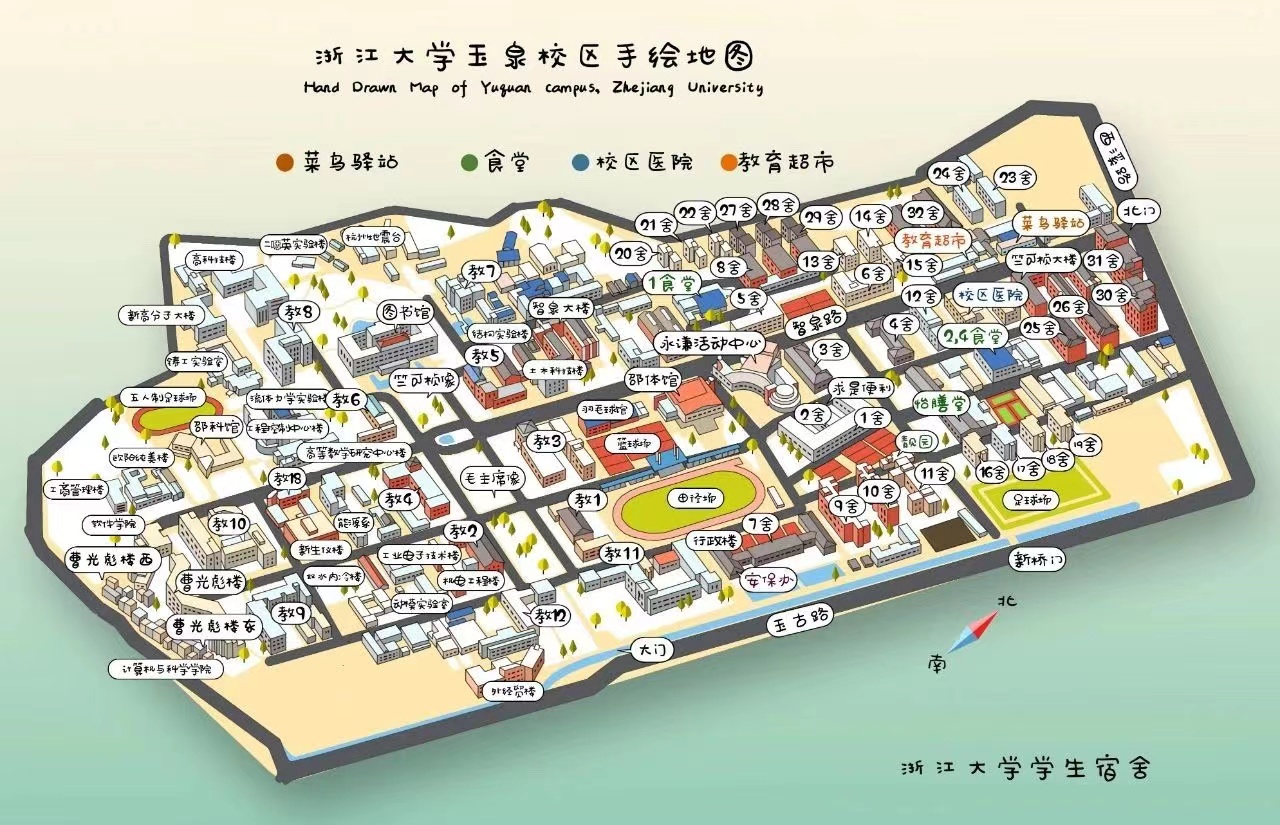 浙江大学玉泉校区手绘地图
Hand Drawn Map of Yuquan campus、Zhejiang University
菜鸟驿站
食堂
校区医院
教育超市
西溪路
24舍
23舍
北门
21舍
22舍
27舍
28舍
29舍
14舍
32舍
菜鸟驿站
二噁英实验楼
杭州地震台
20舍
教育超市
高科技楼
教7
1食堂
8舍
13舍
6舍
15舍
竺可桢大楼
31舍
新高分子大楼
教8
图书馆
智泉大楼
5舍
12舍
校区医院
26舍
30舍
结构实验楼
智泉路
4舍
2,4食堂
25舍
铸工实验室
教5
永谦活动中心
3舍
竺可桢像
土木科技楼
邵体馆
求是便利
五人制足球场
流体力学实验楼
教6
羽毛球馆
2舍
1舍
怡膳堂
邵科馆
工程实训中心楼
教3
篮球场
靓园
19舍
欧阳纯美楼
高等数学研究中心楼
16舍
17舍
18舍
工商管理楼
教18
毛主席像
11舍
教4
教1
田径场
10舍
足球场
软件学院
教10
能源系
教2
7舍
9舍
曹光彪楼西
新生仪楼
工业电子技术楼
教11
行政楼
新桥门
曹光彪楼
双水内冷楼
机电工程楼
安保办
动模实验室
教9
教12
玉古路
北
曹光彪楼东
大门
南
计算机与科学学院
外经贸楼
浙江大学学生宿舍